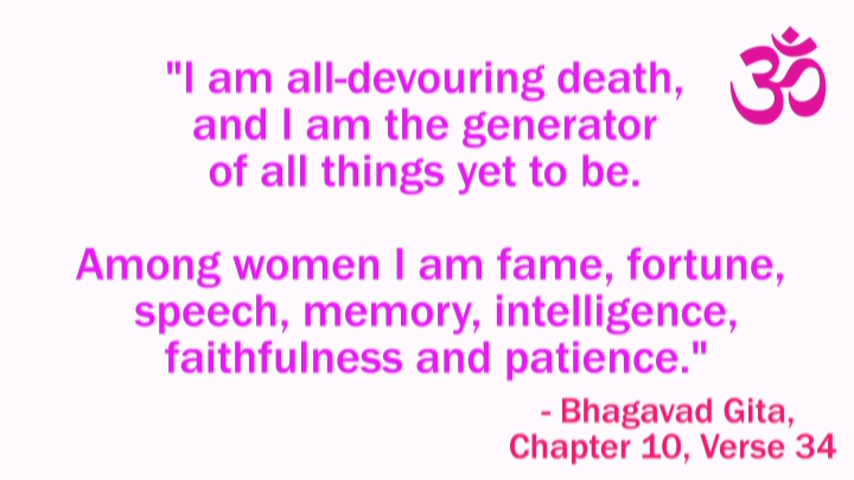 "I am all-devouring death,
and I am the generator
of all things yet to be.
Among women I am fame, fortune,
speech, memory, intelligence,
faithfulness and patience."
- Bhagavad Gita,
Chapter 10, Verse 34
ॐ